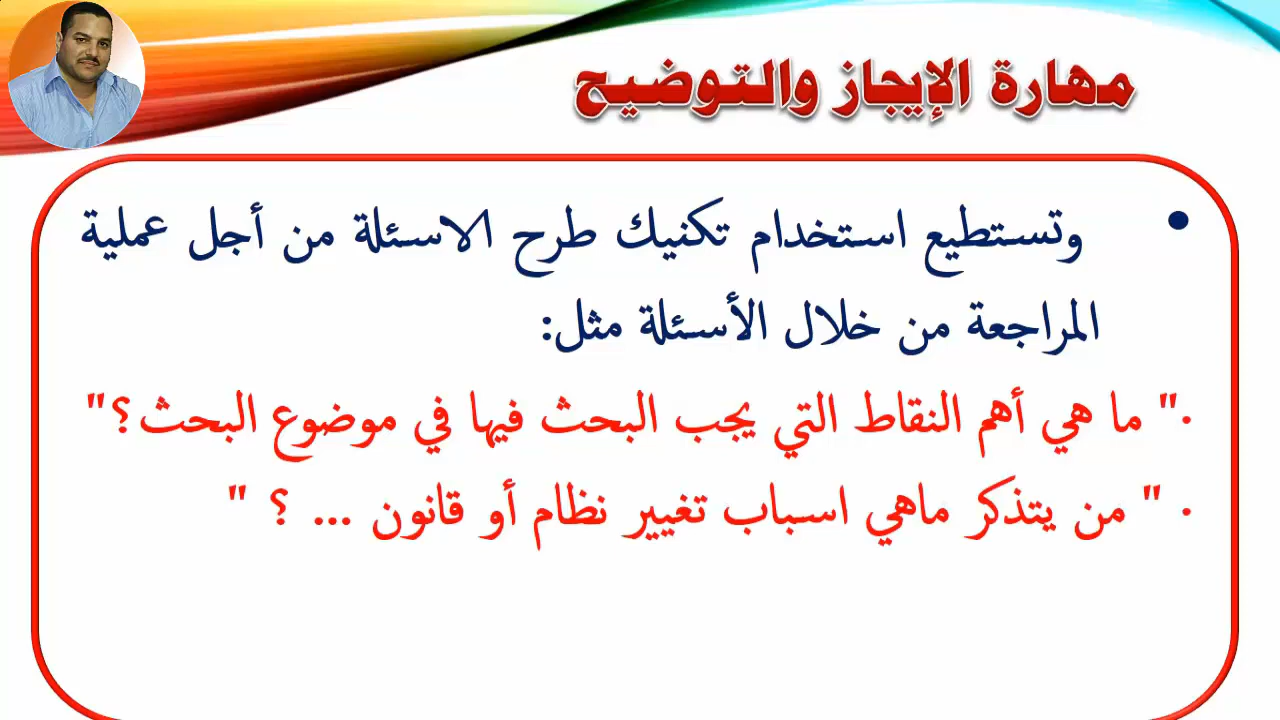 مهارة الإيجاز والتوضيح
• وتستطيع استخدام تكنيك طرح الاسئلة من أجل عملية
المراجعة من خلال الأسئلة مثل:
." ما هي أهم النقاط التي يجب البحث فيها في موضوع البحث؟"
. " من يتذكر ماهي اسباب تغيير نظام أو قانون ... ؟ "